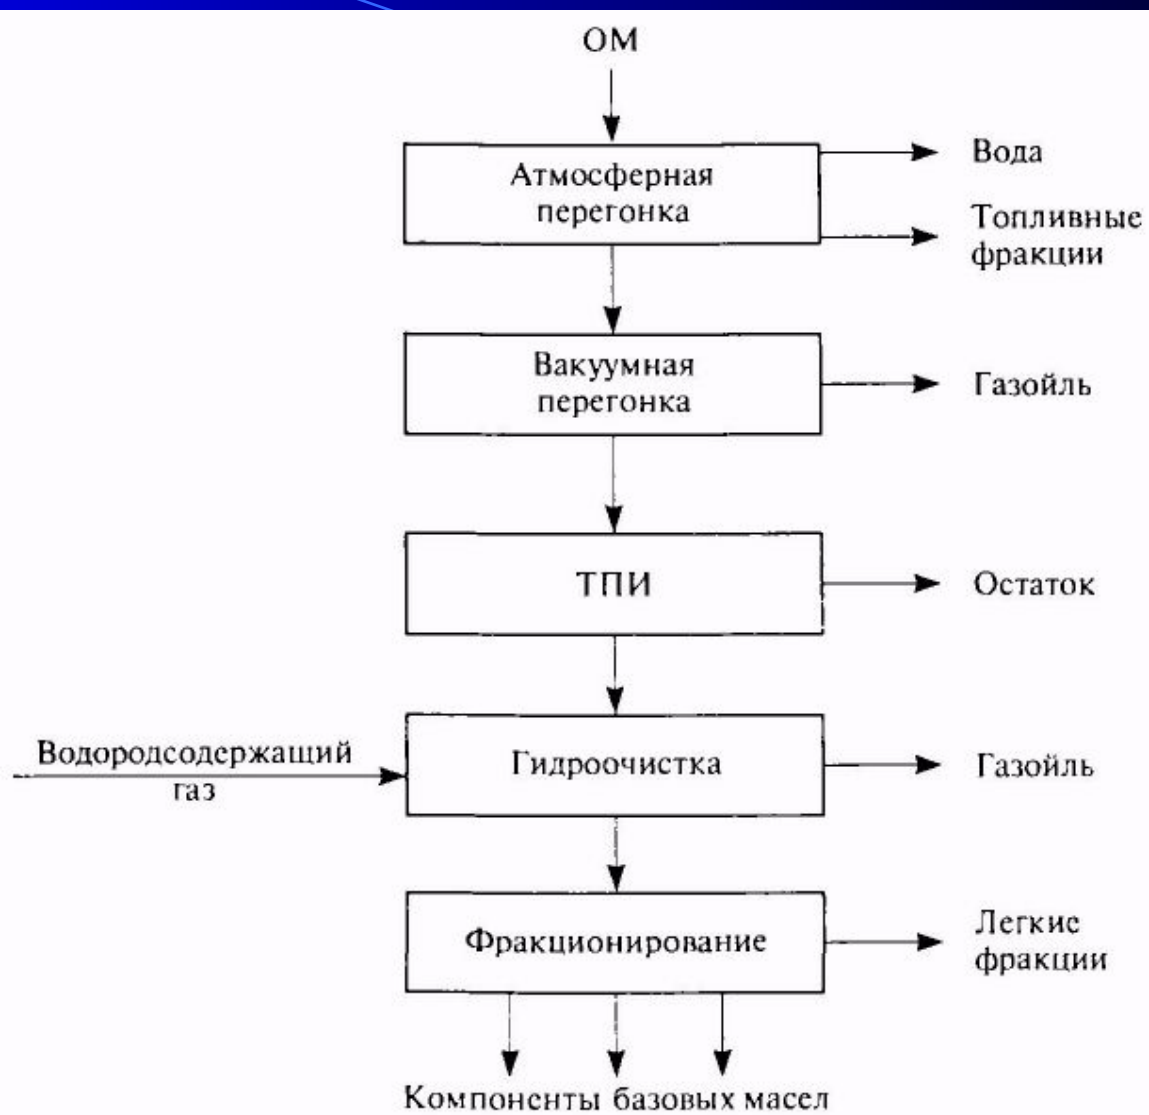 ОМ
Атмосферная
перегонка
Вода
Топливные
фракции
Вакуумная
перегонка
Газойль
ТПИ
Остаток
Водородсодержащий
газ
Гидроочистка
Газойль
Фракционирование
Легкие
фракции
Компоненты базовых масел